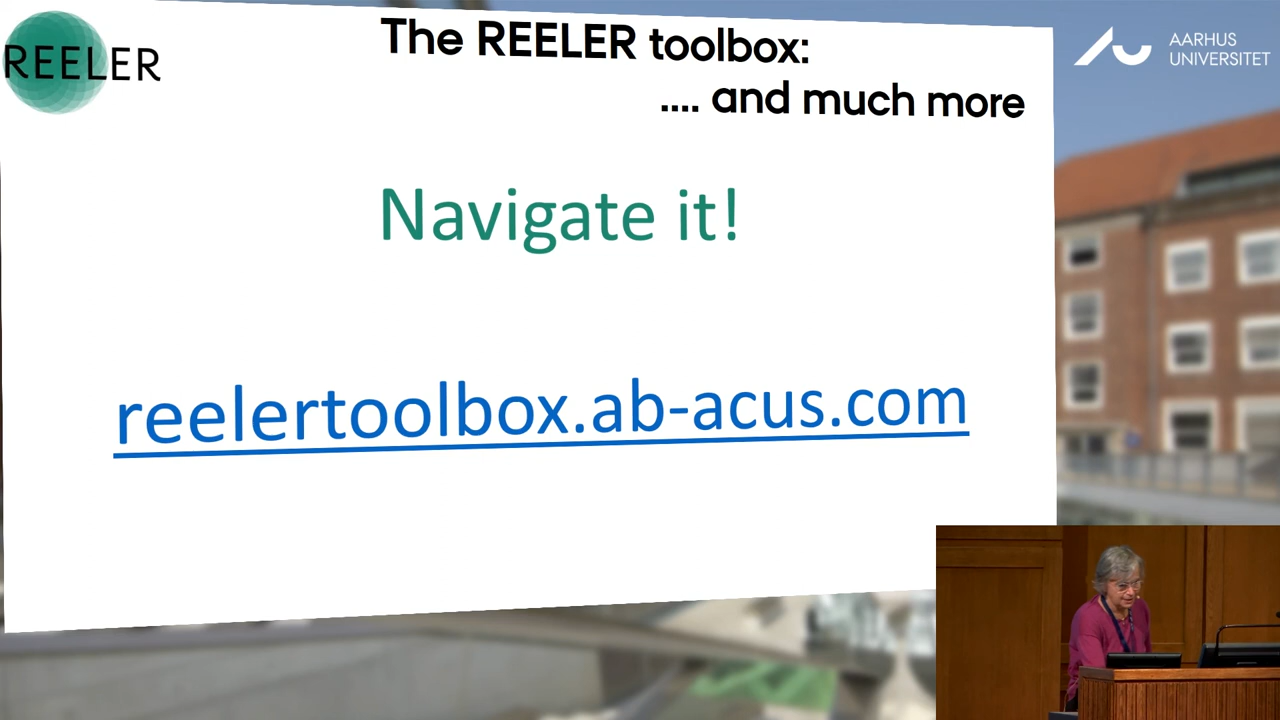 REELER
The REELER toolbox:
.... and much more
AARHUS
UNIVERSITET
Navigate it!
reelertoolbox.ab-acus.com